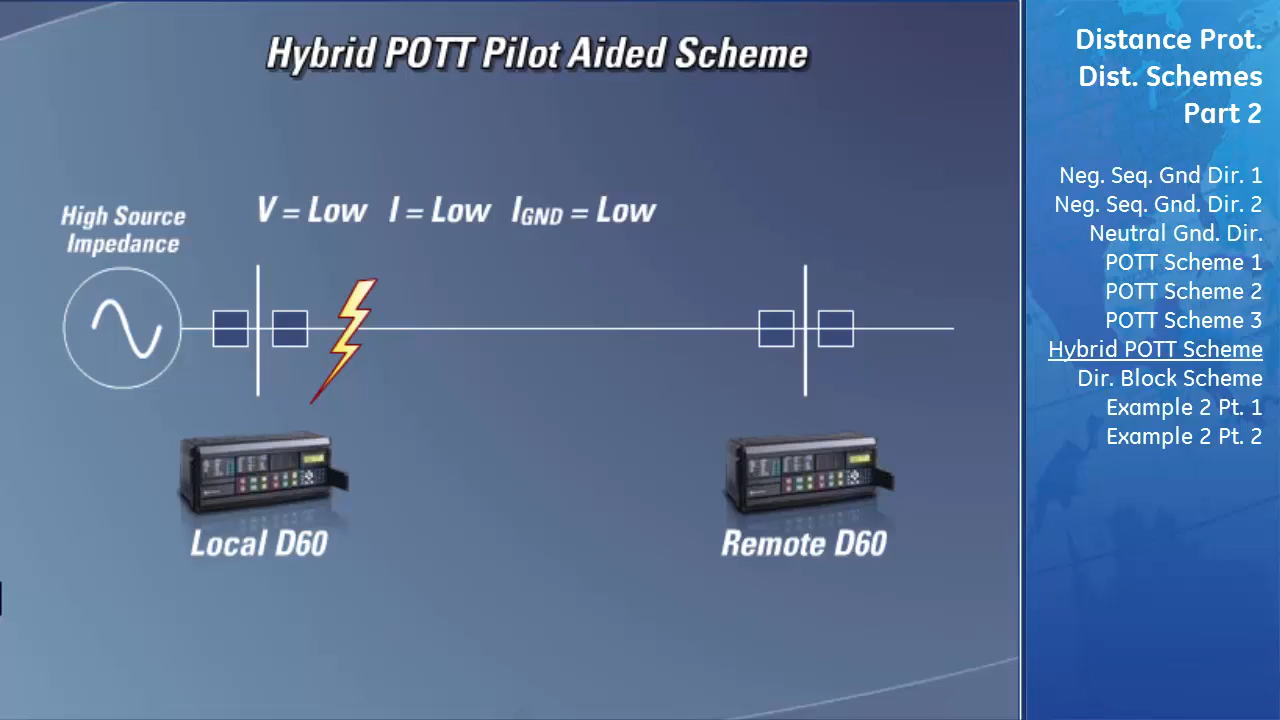 Hybrid POTT Pilot Aided Scheme
High Source
Impedance
V = Low I = Low IGND = Low
Local D60
Remote D60
Distance Prot.
Dist. Schemes
Part 2
Neg. Seq. Gnd Dir. 1
Neg. Seq. Gnd. Dir. 2
Neutral Gnd. Dir.
POTT Scheme 1
POTT Scheme 2
POTT Scheme 3
Hybrid POTT Scheme
Dir. Block Scheme
Example 2 Pt. 1
Example 2 Pt. 2